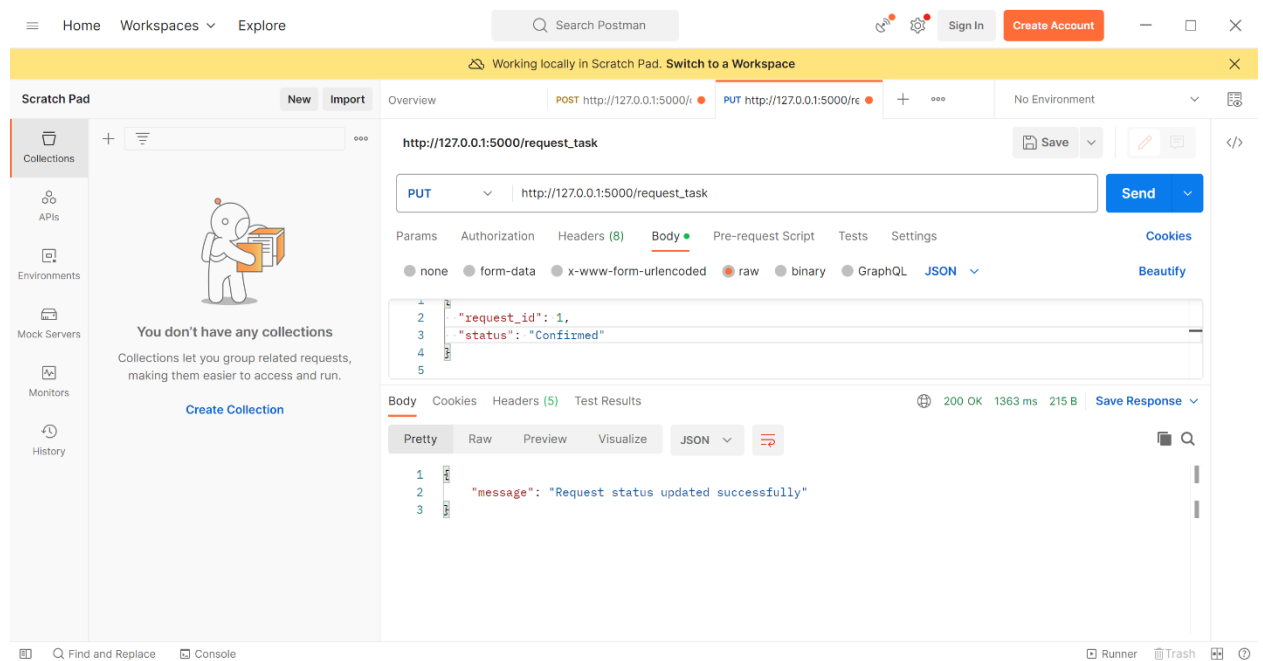 Home Workspaces Explore Search Postman Sign In Create Account
Working locally in Scratch Pad. Switch to a Workspace
Scratch Pad New Import Overview POST http://127.0.0.1:5000/ PUT http://127.0.0.1:5000/re No Environment
Collections
APIs
Environments
Mock Servers
Monitors
History
You don't have any collections
Collections let you group related requests,
making them easier to access and run.
Create Collection
http://127.0.0.1:5000/request_task Save
PUT http://127.0.0.1:5000/request_task Send
Params Authorization Headers (8) Body Pre-request Script Tests Settings Cookies
none form-data x-www-form-urlencoded raw binary GraphQL JSON Beautify
1 {
2 "request_id": 1,
3 "status": "Confirmed"
4 }
5
Body Cookies Headers (5) Test Results 200 OK 1363 ms 215 B Save Response
Pretty Raw Preview Visualize JSON
1 {
2 "message": "Request status updated successfully"
3 }
Find and Replace Console Runner Trash